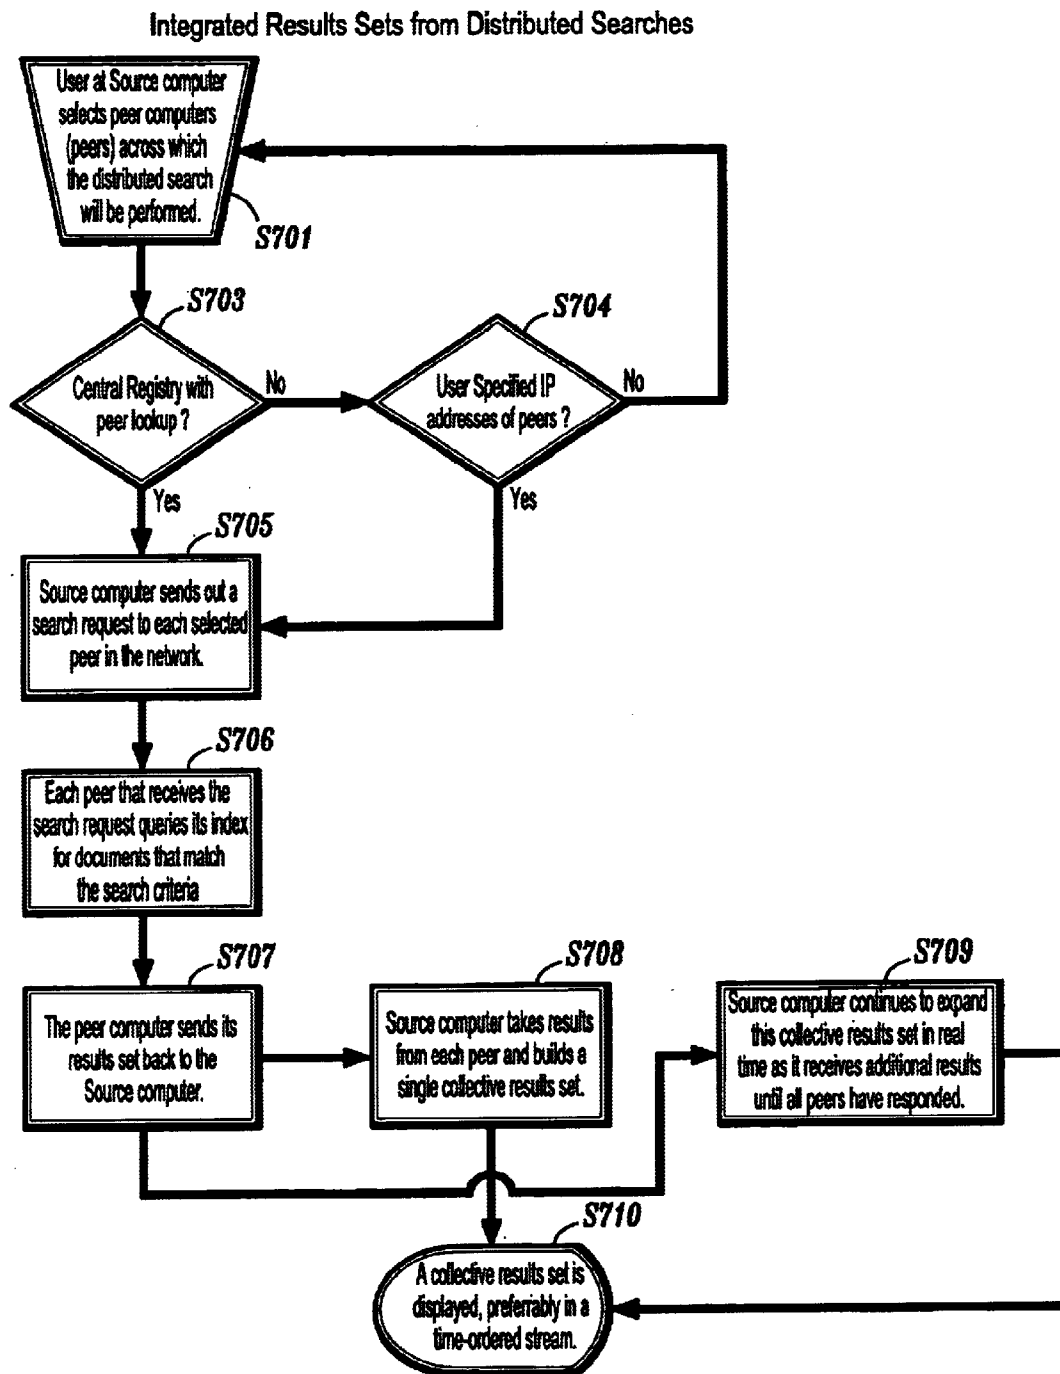 Integrated Results Sets from Distributed Searches
User at Source computer
selects peer computers
(peers) across which
the distributed search
will be performed.
S701
S703
Central Registry with
peer lookup ?
No
Yes
S704
User Specified IP
addresses of peers ?
No
Yes
S705
Source computer sends out a
search request to each selected
peer in the network.
S706
Each peer that receives the
search request queries its index
for documents that match
the search criteria
S707
The peer computer sends its
results set back to the
Source computer.
S708
Source computer takes results
from each peer and builds a
single collective results set.
S709
Source computer continues to expand
this collective results set in real
time as it receives additional results
until all peers have responded.
S710
A collective results set is
displayed, preferrably in a
time-ordered stream.